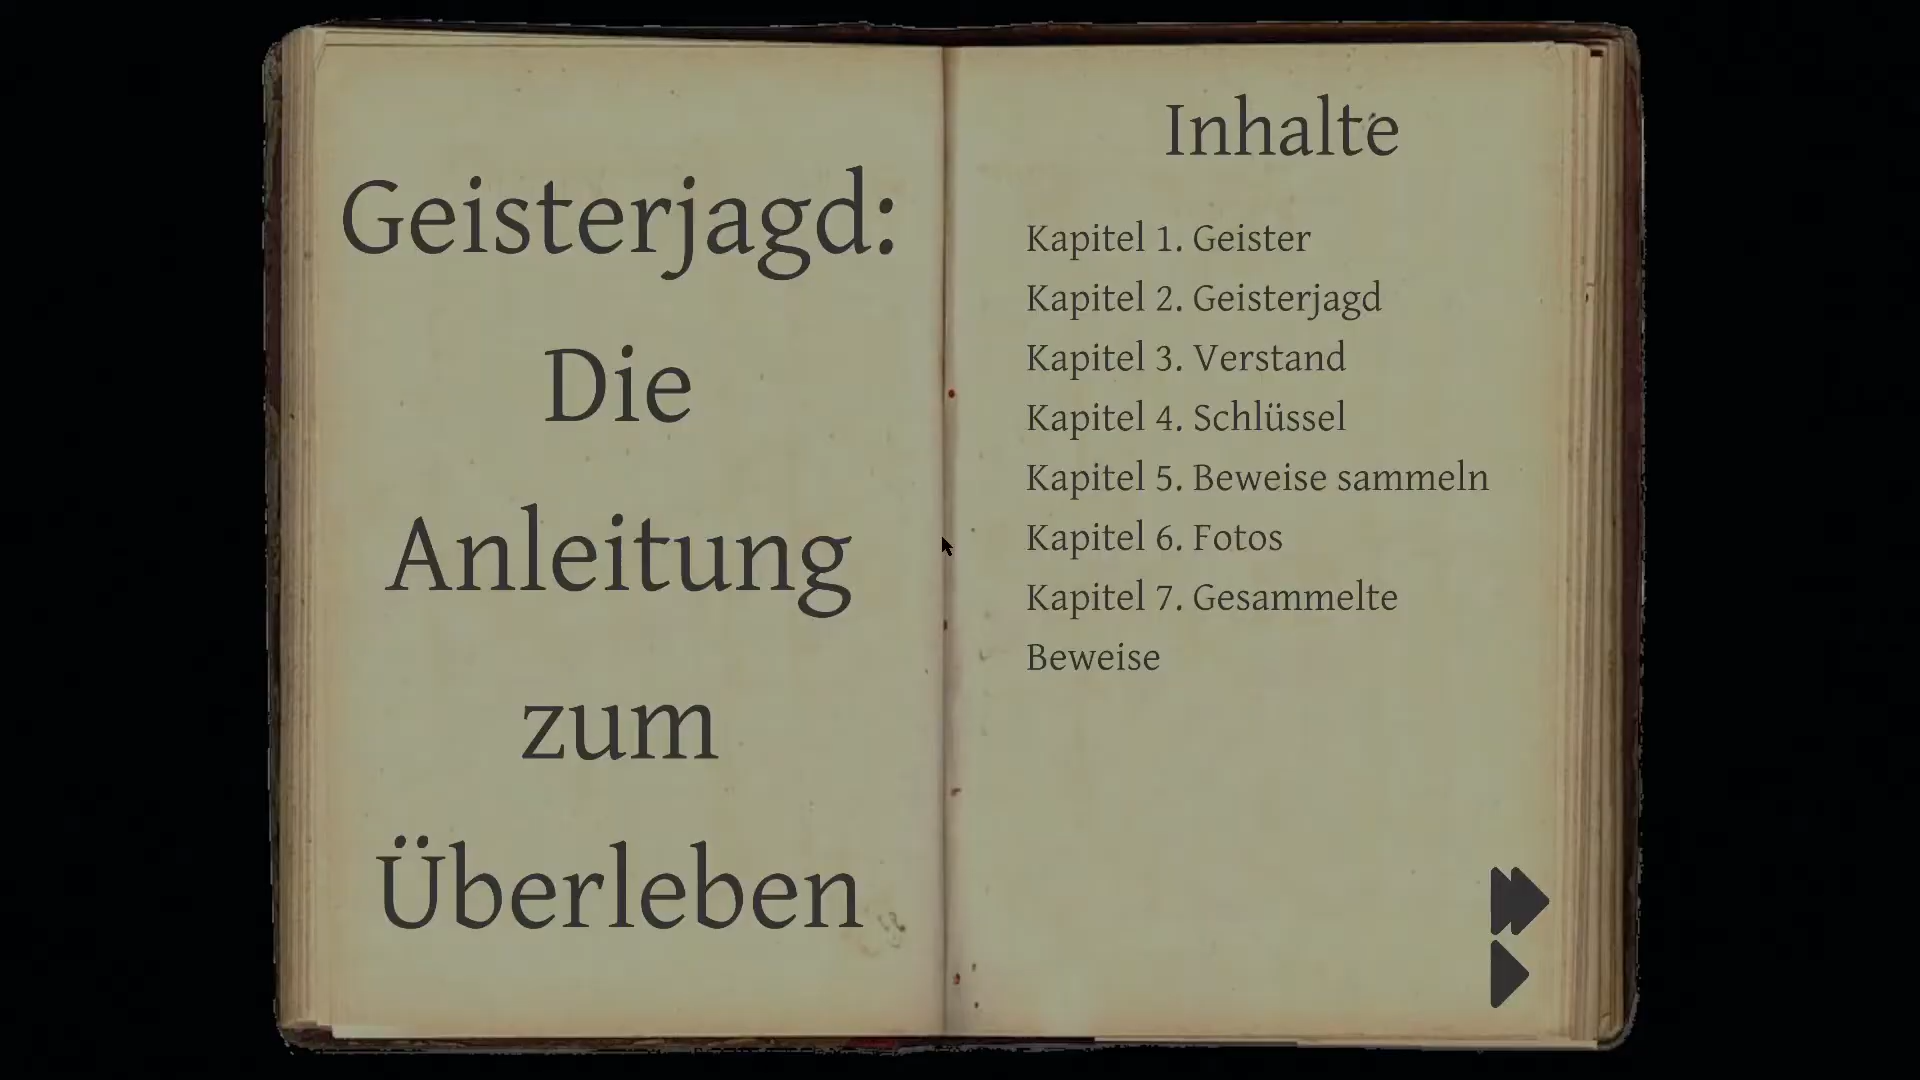 Geisterjagd:
Die
Anleitung
zum
Überleben
Inhalte
Kapitel 1. Geister
Kapitel 2. Geisterjagd
Kapitel 3. Verstand
Kapitel 4. Schlüssel
Kapitel 5. Beweise sammeln
Kapitel 6. Fotos
Kapitel 7. Gesammelte
Beweise